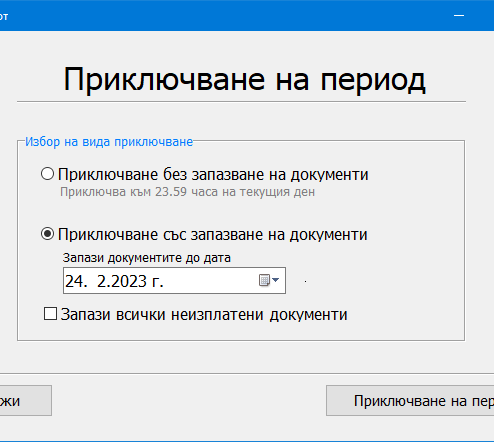 от
Приключване на период
Избор на вида приключване
Приключване без запазване на документи
Приключва към 23.59 часа на текущия ден
Приключване със запазване на документи
Запази документите до дата
24. 2.2023 г.
Запази всички неизплатени документи
жи
Приключване на пер